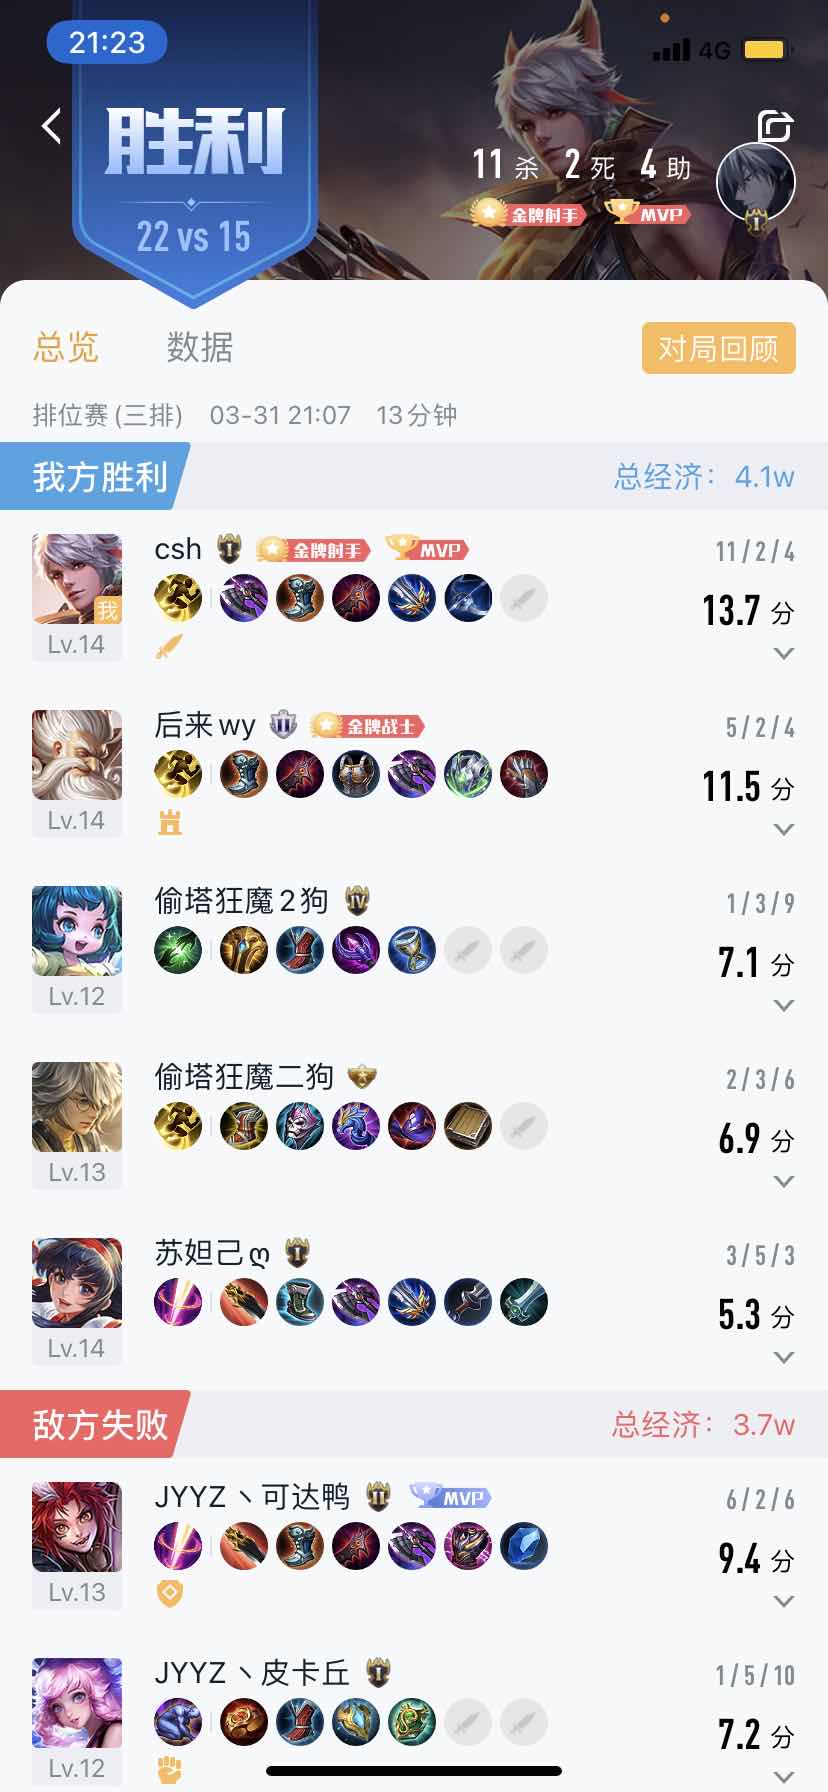 21:23
4G
胜利
22 vs 15
11 杀 2 死 4 助
金牌射手 MVP
I
总览 数据 对局回顾
排位赛 (三排) 03-31 21:07 13分钟
我方胜利 总经济：4.1w
csh I 金牌射手 MVP 11/2/4
我
13.7 分
Lv.14
后来wy II 金牌战士 5/2/4
11.5 分
Lv.14
偷塔狂魔2狗 IV 1/3/9
7.1 分
Lv.12
偷塔狂魔二狗 2/3/6
6.9 分
Lv.13
苏妲己ღ I 3/5/3
5.3 分
Lv.14
敌方失败 总经济：3.7w
JYYZ丶可达鸭 II MVP 6/2/6
9.4 分
Lv.13
JYYZ丶皮卡丘 I 1/5/10
7.2 分
Lv.12